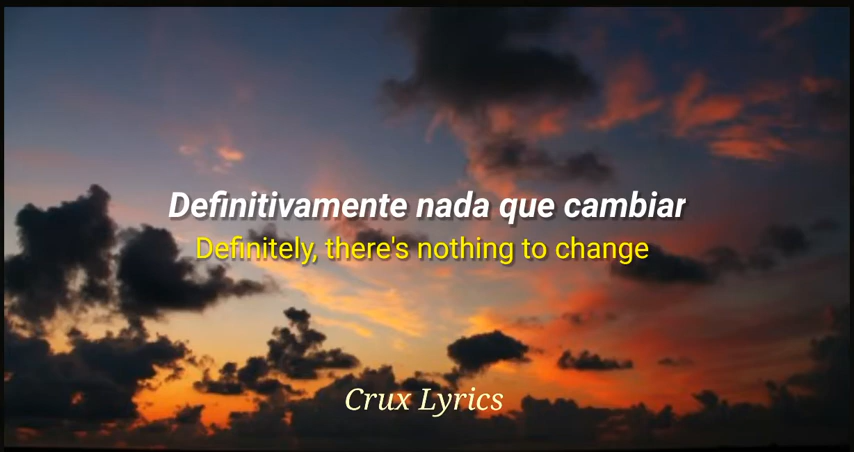 Definitivamente nada que cambiar
Definitely, there's nothing to change
Crux Lyrics